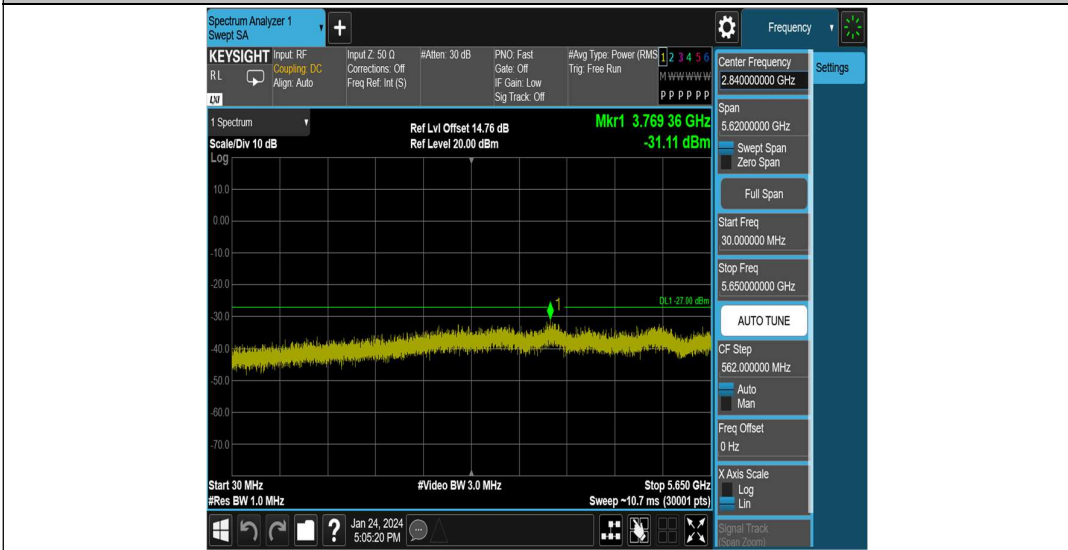 Spectrum Analyzer 1
Swept SA
+
Frequency
KEYSIGHT
RL
LXI
Input: RF
Coupling: DC
Align: Auto
Input Z: 50 Ω
Corrections: Off
Freq Ref: Int (S)
#Atten: 30 dB
PNO: Fast
Gate: Off
IF Gain: Low
Sig Track: Off
#Avg Type: Power (RMS
Trig: Free Run
1 2 3 4 5 6
M W W W W W
P P P P P P
1 Spectrum
Scale/Div 10 dB
Log
Ref Lvl Offset 14.76 dB
Ref Level 20.00 dBm
Mkr1 3.769 36 GHz
-31.11 dBm
10.0
0.00
-10.0
-20.0
-30.0
-40.0
-50.0
-60.0
-70.0
1
DL1 -27.00 dBm
Start 30 MHz
#Res BW 1.0 MHz
#Video BW 3.0 MHz
Stop 5.650 GHz
Sweep ~10.7 ms (30001 pts)
?
Jan 24, 2024
5:05:20 PM
Center Frequency
2.840000000 GHz
Settings
Span
5.62000000 GHz
Swept Span
Zero Span
Full Span
Start Freq
30.000000 MHz
Stop Freq
5.650000000 GHz
AUTO TUNE
CF Step
562.000000 MHz
Auto
Man
Freq Offset
0 Hz
X Axis Scale
Log
Lin
Signal Track
(Span Zoom)